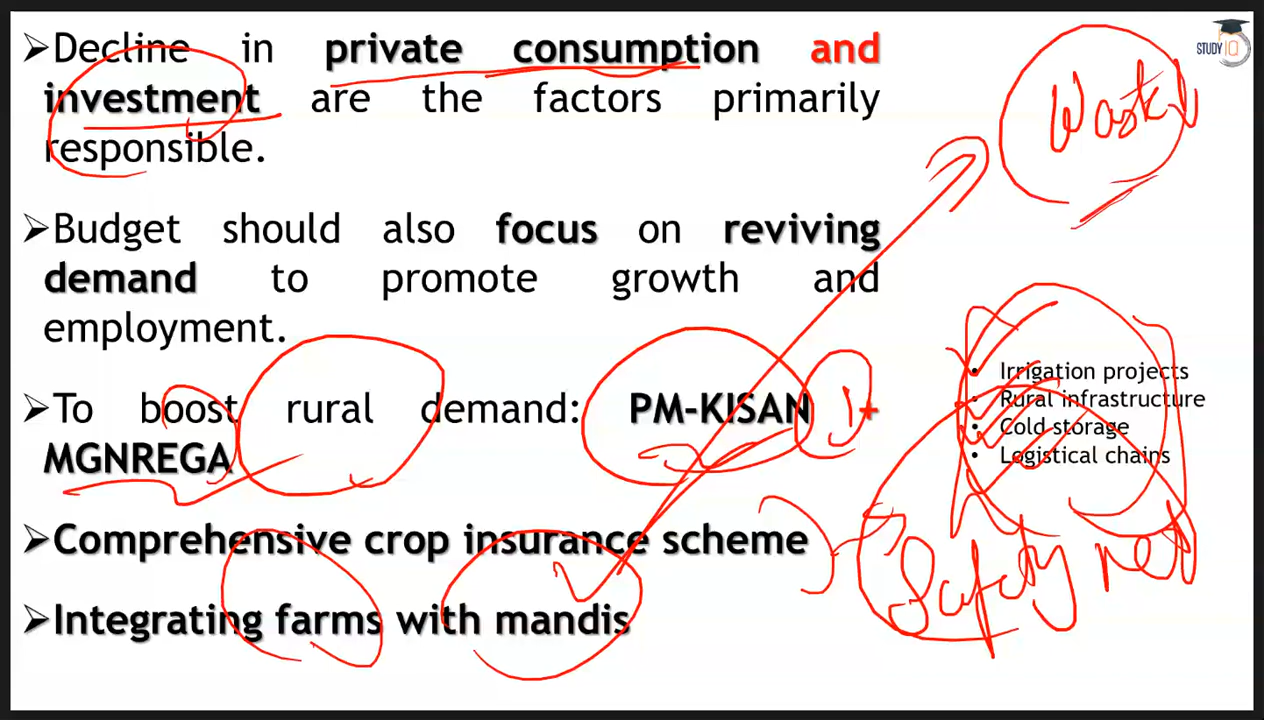 ➢Decline in private consumption and
investment are the factors primarily
responsible.
➢Budget should also focus on reviving
demand to promote growth and
employment.
➢To boost rural demand: PM-KISAN +
MGNREGA
➢Comprehensive crop insurance scheme
➢Integrating farms with mandis
STUDY IQ
• Irrigation projects
• Rural infrastructure
• Cold storage
• Logistical chains
Safety net